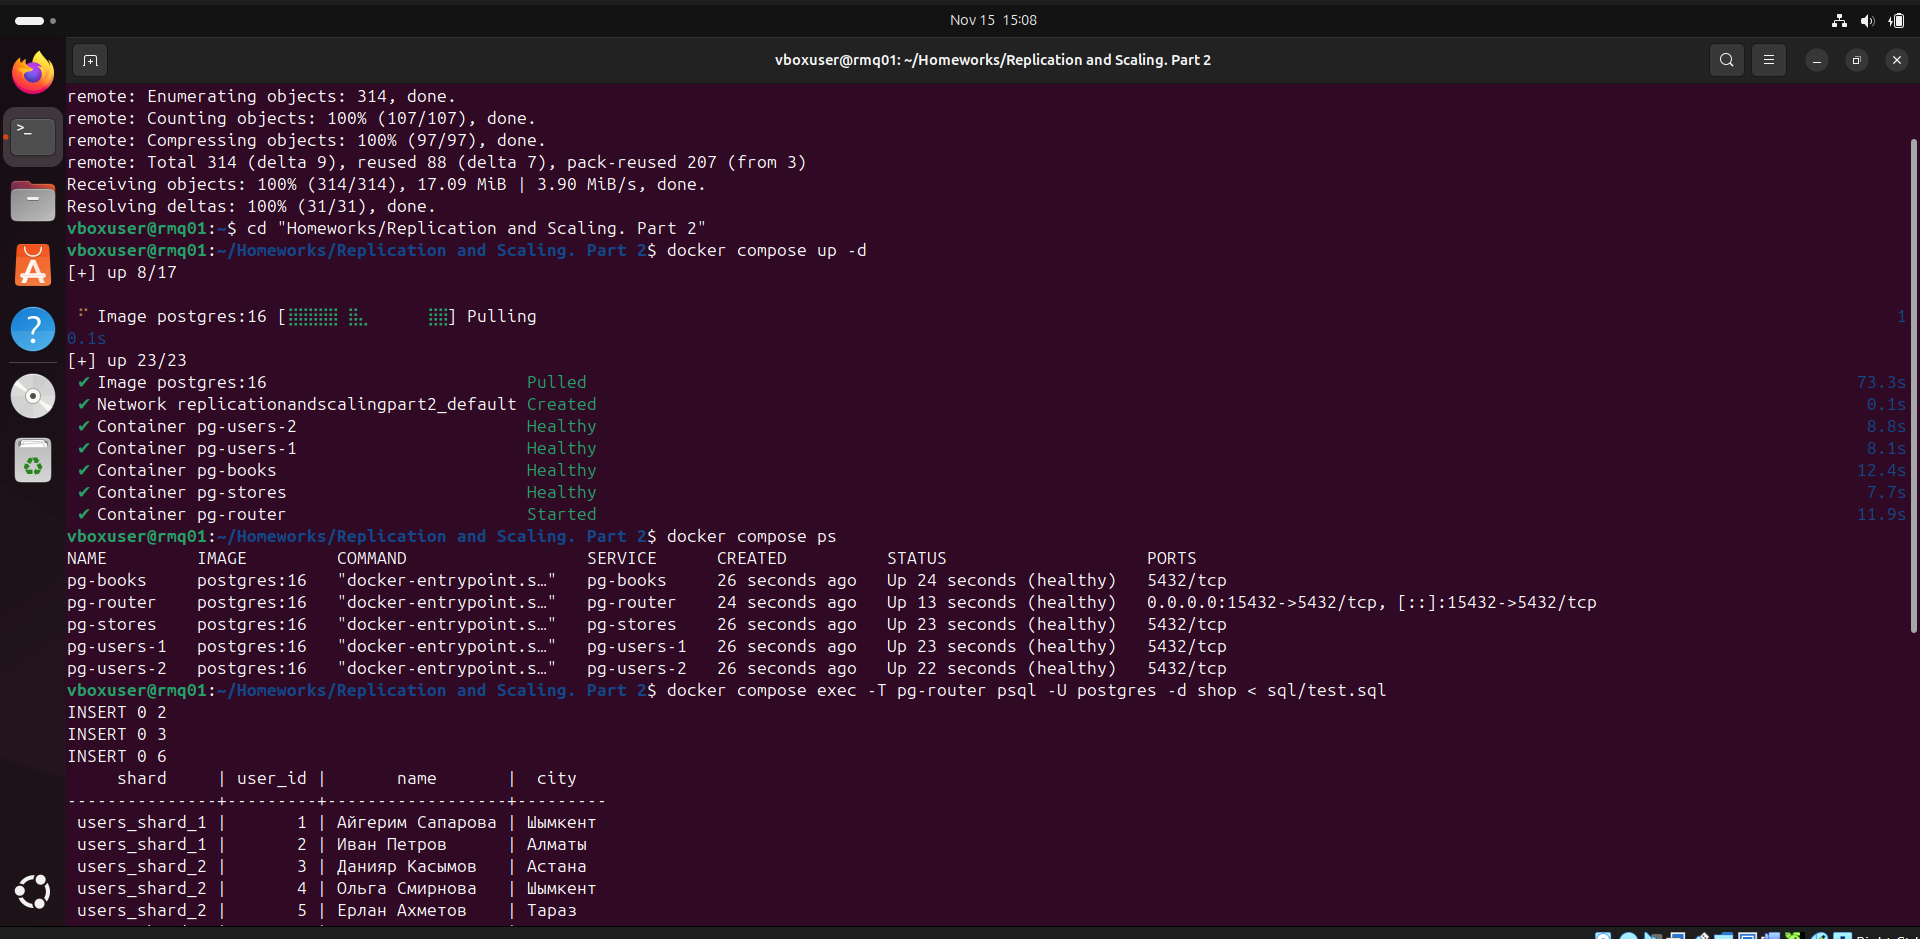 Nov 15 15:08
vboxuser@rmq01: ~/Homeworks/Replication and Scaling. Part 2
remote: Enumerating objects: 314, done.
remote: Counting objects: 100% (107/107), done.
remote: Compressing objects: 100% (97/97), done.
remote: Total 314 (delta 9), reused 88 (delta 7), pack-reused 207 (from 3)
Receiving objects: 100% (314/314), 17.09 MiB | 3.90 MiB/s, done.
Resolving deltas: 100% (31/31), done.
vboxuser@rmq01:~$ cd "Homeworks/Replication and Scaling. Part 2"
vboxuser@rmq01:~/Homeworks/Replication and Scaling. Part 2$ docker compose up -d
[+] up 8/17
Image postgres:16 [⣿⣿⣿⣿⣿ ⣷⣄      ⣿⣿] Pulling 1
0.1s
[+] up 23/23
✔ Image postgres:16 Pulled 73.3s
✔ Network replicationandscalingpart2_default Created 0.1s
✔ Container pg-users-2 Healthy 8.8s
✔ Container pg-users-1 Healthy 8.1s
✔ Container pg-books Healthy 12.4s
✔ Container pg-stores Healthy 7.7s
✔ Container pg-router Started 11.9s
vboxuser@rmq01:~/Homeworks/Replication and Scaling. Part 2$ docker compose ps
NAME IMAGE COMMAND SERVICE CREATED STATUS PORTS
pg-books postgres:16 "docker-entrypoint.s…" pg-books 26 seconds ago Up 24 seconds (healthy) 5432/tcp
pg-router postgres:16 "docker-entrypoint.s…" pg-router 24 seconds ago Up 13 seconds (healthy) 0.0.0.0:15432->5432/tcp, [::]:15432->5432/tcp
pg-stores postgres:16 "docker-entrypoint.s…" pg-stores 26 seconds ago Up 23 seconds (healthy) 5432/tcp
pg-users-1 postgres:16 "docker-entrypoint.s…" pg-users-1 26 seconds ago Up 23 seconds (healthy) 5432/tcp
pg-users-2 postgres:16 "docker-entrypoint.s…" pg-users-2 26 seconds ago Up 22 seconds (healthy) 5432/tcp
vboxuser@rmq01:~/Homeworks/Replication and Scaling. Part 2$ docker compose exec -T pg-router psql -U postgres -d shop < sql/test.sql
INSERT 0 2
INSERT 0 3
INSERT 0 6
shard | user_id | name | city
---------------+---------+------------------+---------
users_shard_1 | 1 | Айгерим Сапарова | Шымкент
users_shard_1 | 2 | Иван Петров | Алматы
users_shard_2 | 3 | Данияр Касымов | Астана
users_shard_2 | 4 | Ольга Смирнова | Шымкент
users_shard_2 | 5 | Ерлан Ахметов | Тараз